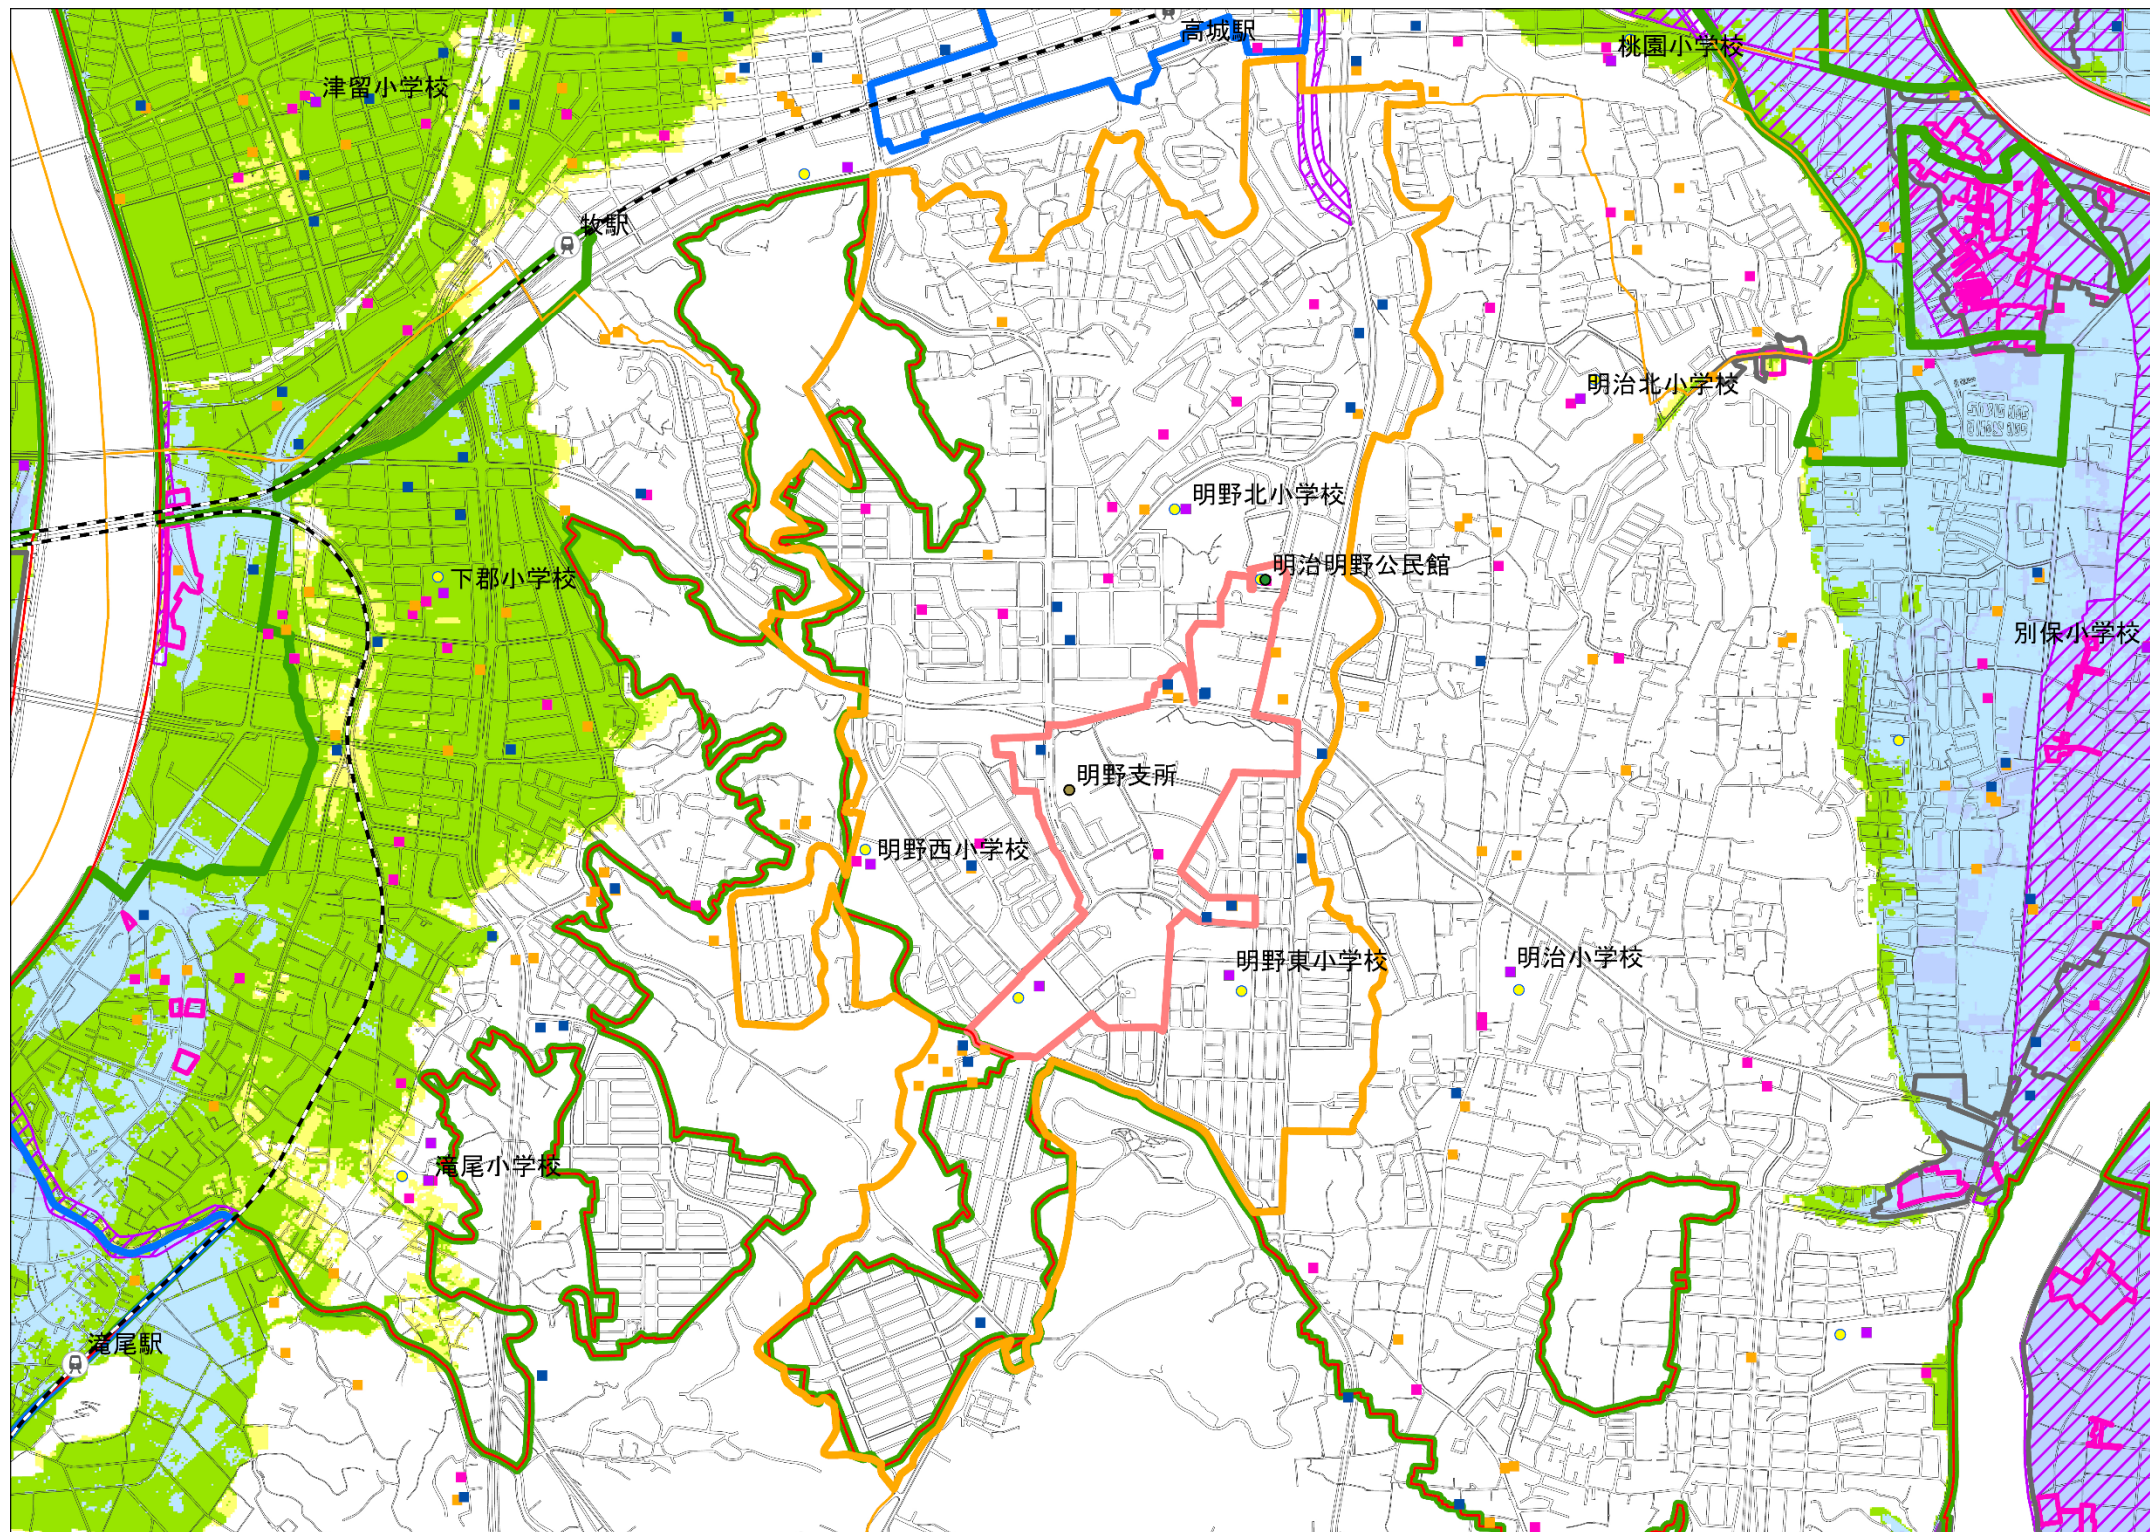 高城駅
桃園小学校
津留小学校
牧駅
明治北小学校
明野北小学校
明治明野公民館
下郡小学校
別保小学校
明野支所
明野西小学校
明野東小学校
明治小学校
滝尾小学校
滝尾駅